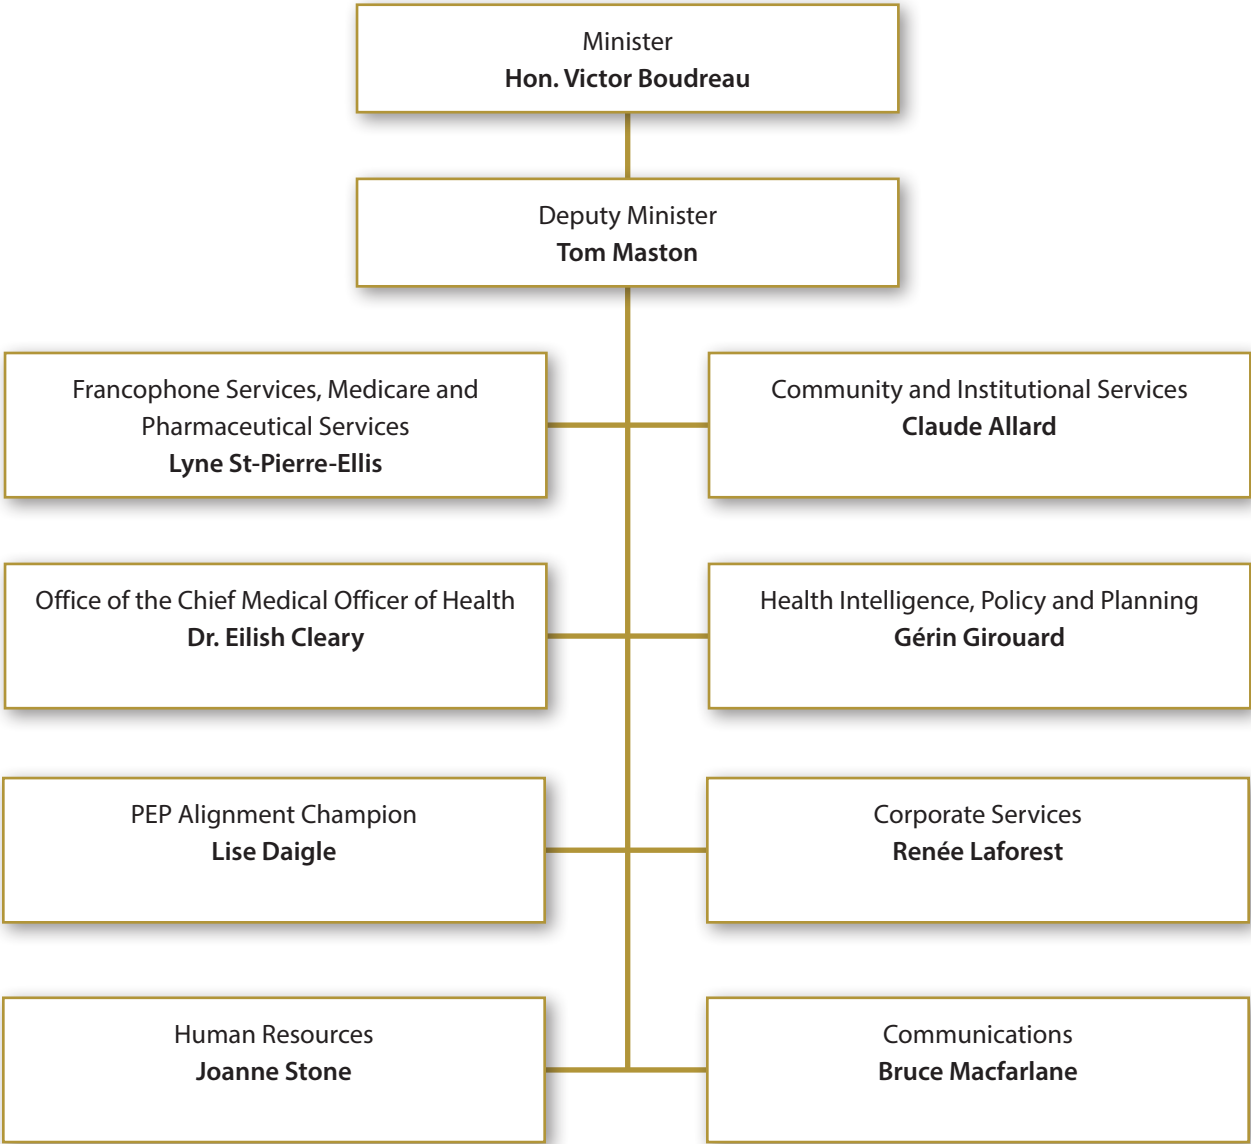 Minister
Hon. Victor Boudreau
Deputy Minister
Tom Maston
Francophone Services, Medicare and
Pharmaceutical Services
Lyne St-Pierre-Ellis
Community and Institutional Services
Claude Allard
Office of the Chief Medical Officer of Health
Dr. Eilish Cleary
Health Intelligence, Policy and Planning
Gérin Girouard
PEP Alignment Champion
Lise Daigle
Corporate Services
Renée Laforest
Human Resources
Joanne Stone
Communications
Bruce Macfarlane